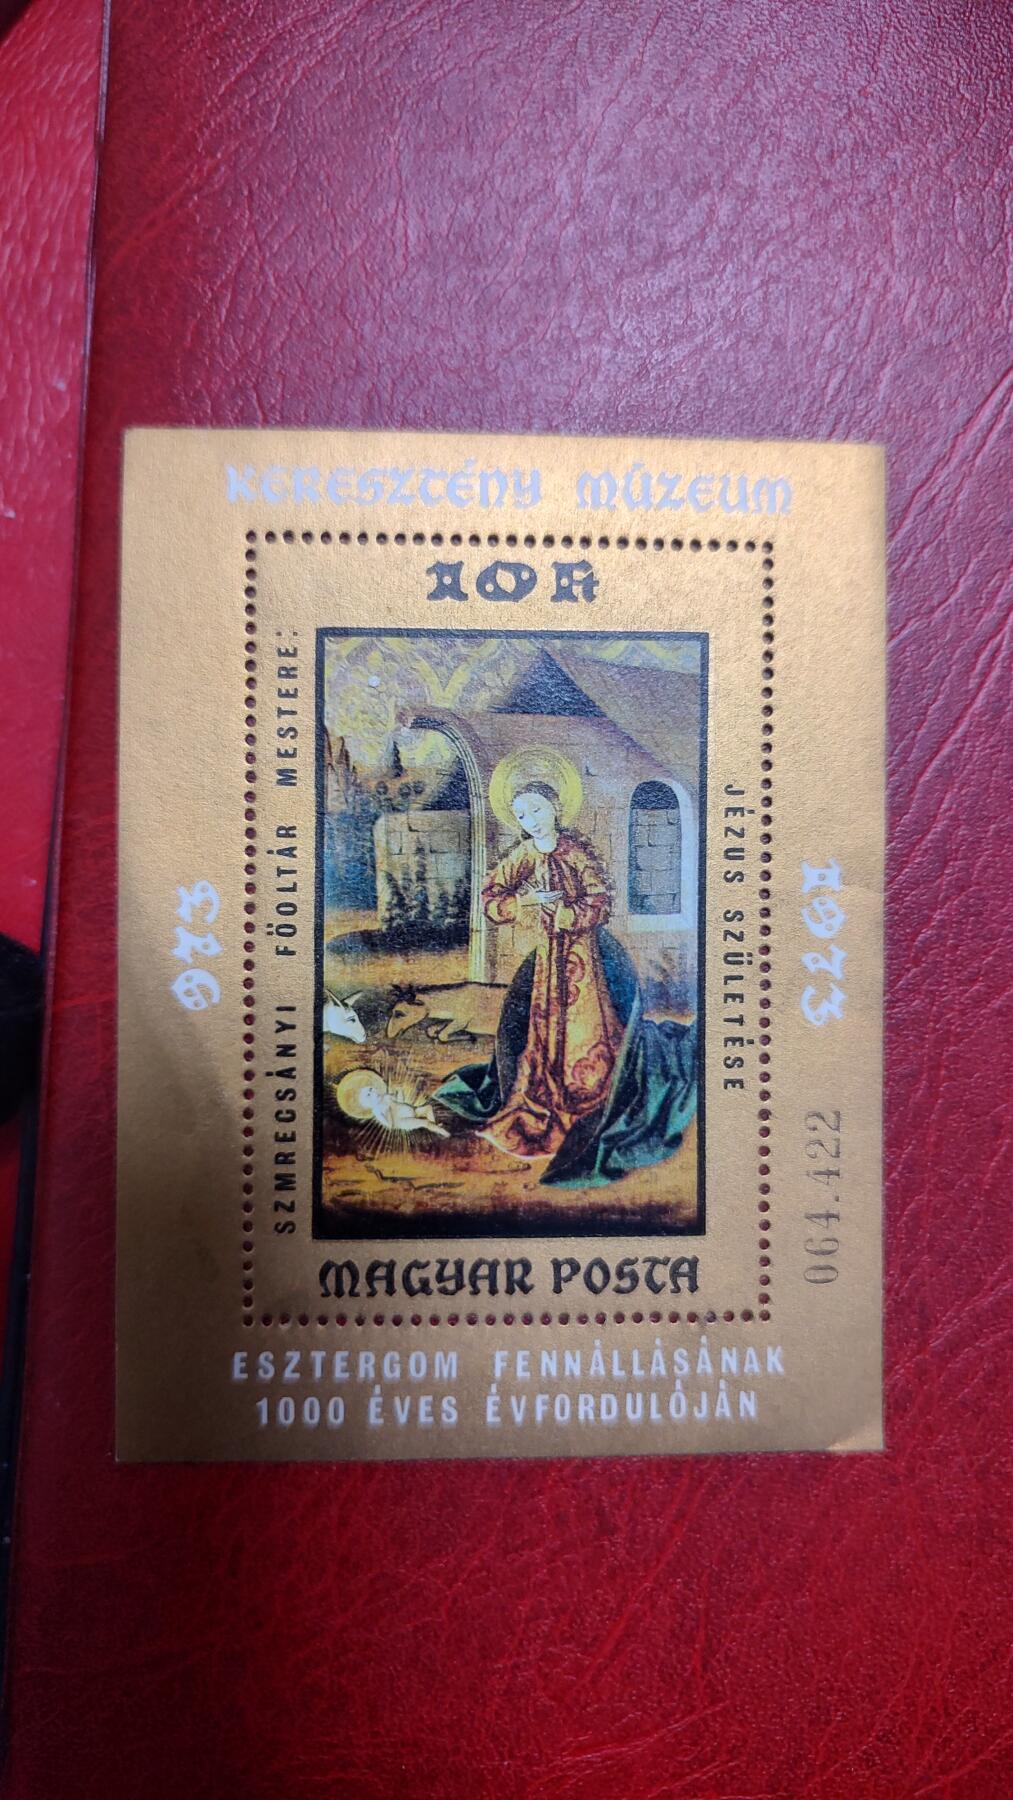 KERESZTÉNY MÚZEUM
10 Ft
SZMRECSÁNYI FÖOLTÁR MESTERE:
JÉZUS SZÜLETÉSE
973
1973
064.422
MAGYAR POSTA
ESZTERGOM FENNÁLLÁSÁNAK
1000 ÉVES ÉVFORDULÓJÁN